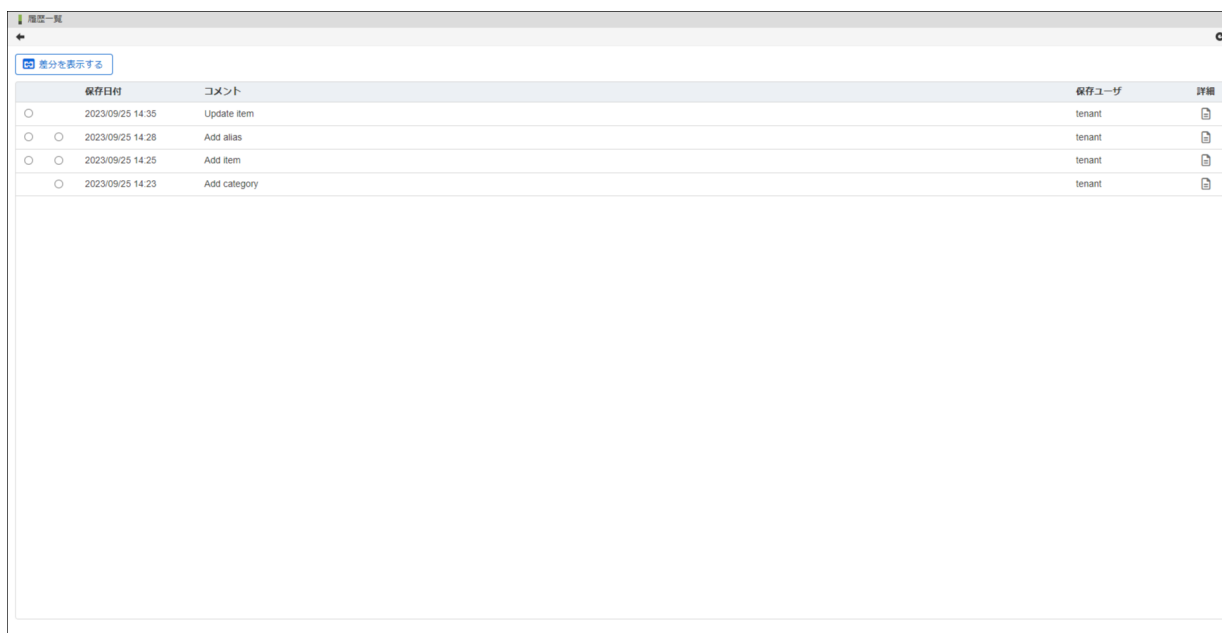 履歴一覧
差分を表示する
保存日付 コメント 保存ユーザ 詳細
2023/09/25 14:35 Update item tenant
2023/09/25 14:28 Add alias tenant
2023/09/25 14:25 Add item tenant
2023/09/25 14:23 Add category tenant